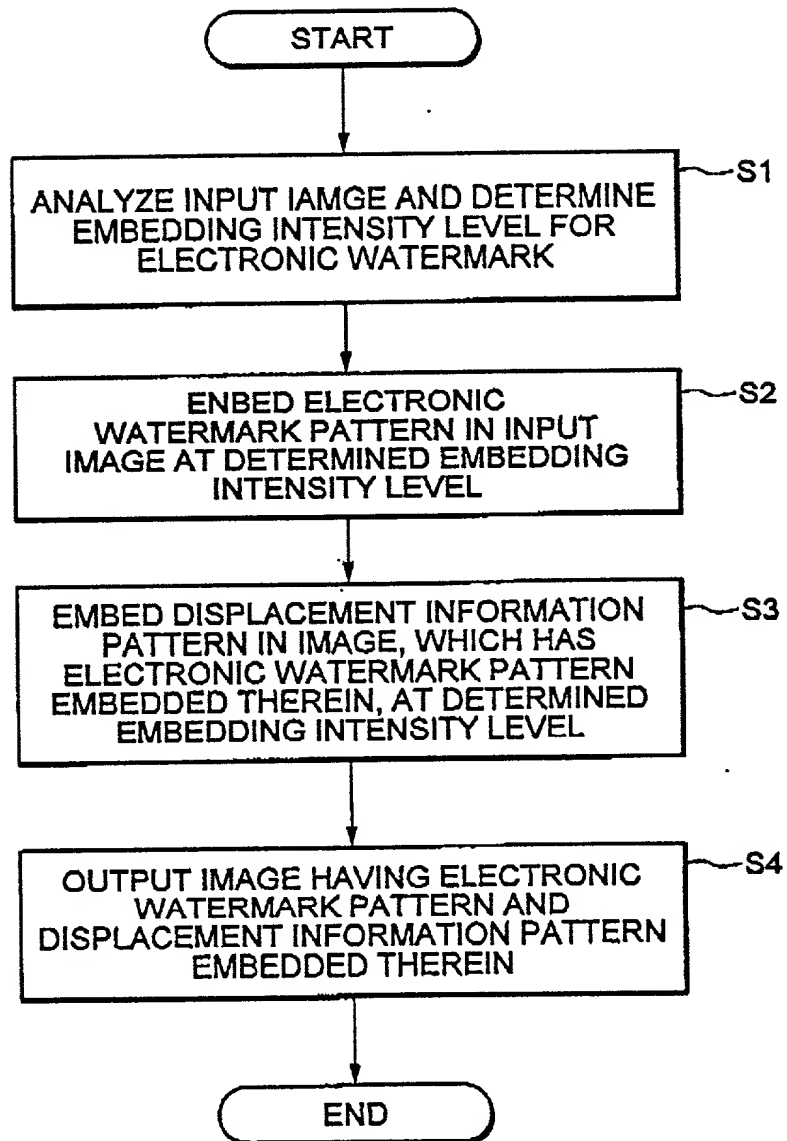 START
S1
ANALYZE INPUT IAMGE AND DETERMINE
EMBEDDING INTENSITY LEVEL FOR
ELECTRONIC WATERMARK
S2
ENBED ELECTRONIC
WATERMARK PATTERN IN INPUT
IMAGE AT DETERMINED EMBEDDING
INTENSITY LEVEL
S3
EMBED DISPLACEMENT INFORMATION
PATTERN IN IMAGE, WHICH HAS
ELECTRONIC WATERMARK PATTERN
EMBEDDED THEREIN, AT DETERMINED
EMBEDDING INTENSITY LEVEL
S4
OUTPUT IMAGE HAVING ELECTRONIC
WATERMARK PATTERN AND
DISPLACEMENT INFORMATION PATTERN
EMBEDDED THEREIN
END